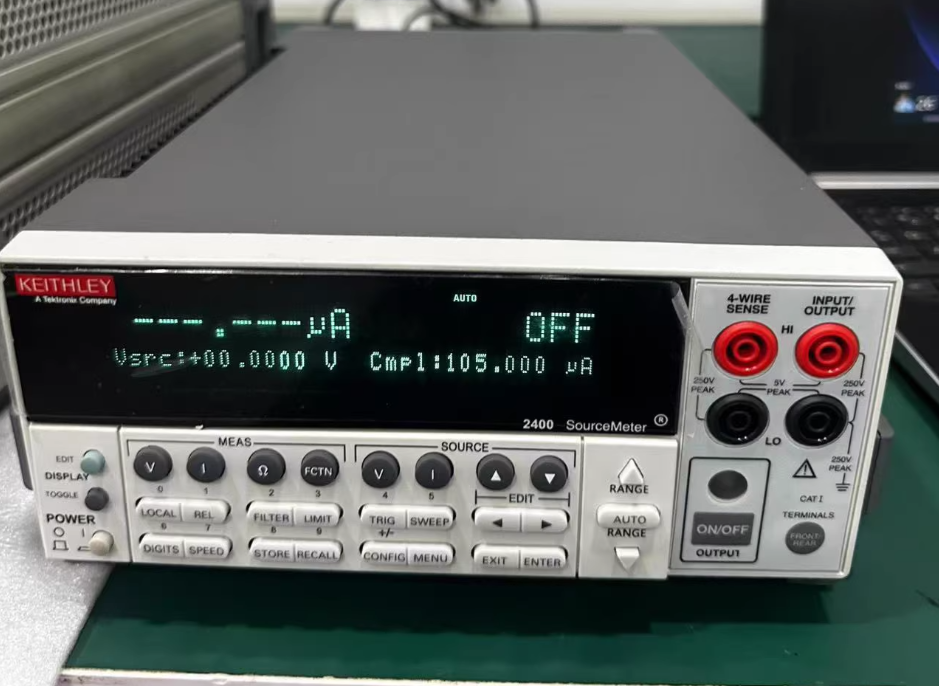 KEITHLEY
A Tektronix Company
AUTO
---.---µA OFF
Vsrc:+00.0000 V Cmpl:105.000 µA
2400 SourceMeter ®
4-WIRE SENSE
INPUT/OUTPUT
HI
250V PEAK
5V PEAK
250V PEAK
LO
250V PEAK
CAT I
TERMINALS
FRONT/REAR
ON/OFF
OUTPUT
EDIT
DISPLAY
TOGGLE
POWER
O I
MEAS
V I Ω FCTN
0 1 2 3
LOCAL REL FILTER LIMIT
6 7 8 9
DIGITS SPEED STORE RECALL
SOURCE
V I ▲ ▼
4 5
EDIT
TRIG SWEEP ◀ ▶
+/-
CONFIG MENU EXIT ENTER
RANGE
AUTO
RANGE